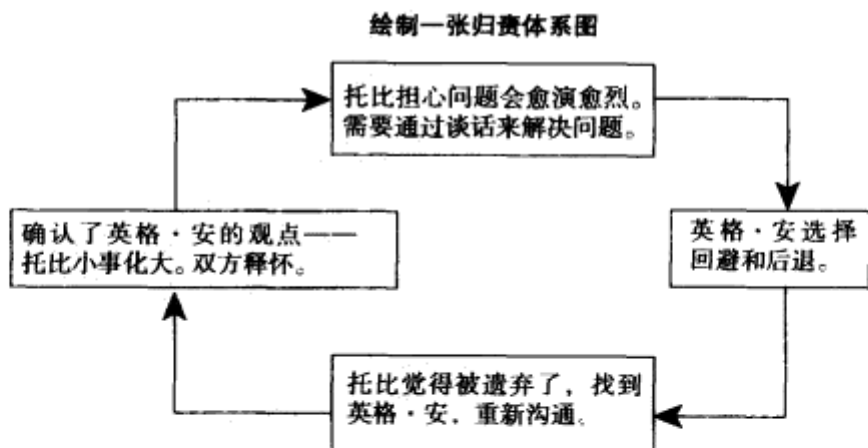 绘制一张归责体系图
托比担心问题会愈演愈烈。
需要通过谈话来解决问题。
英格·安选择
回避和后退。
托比觉得被遗弃了，找到
英格·安，重新沟通。
确认了英格·安的观点——
托比小事化大。双方释怀。